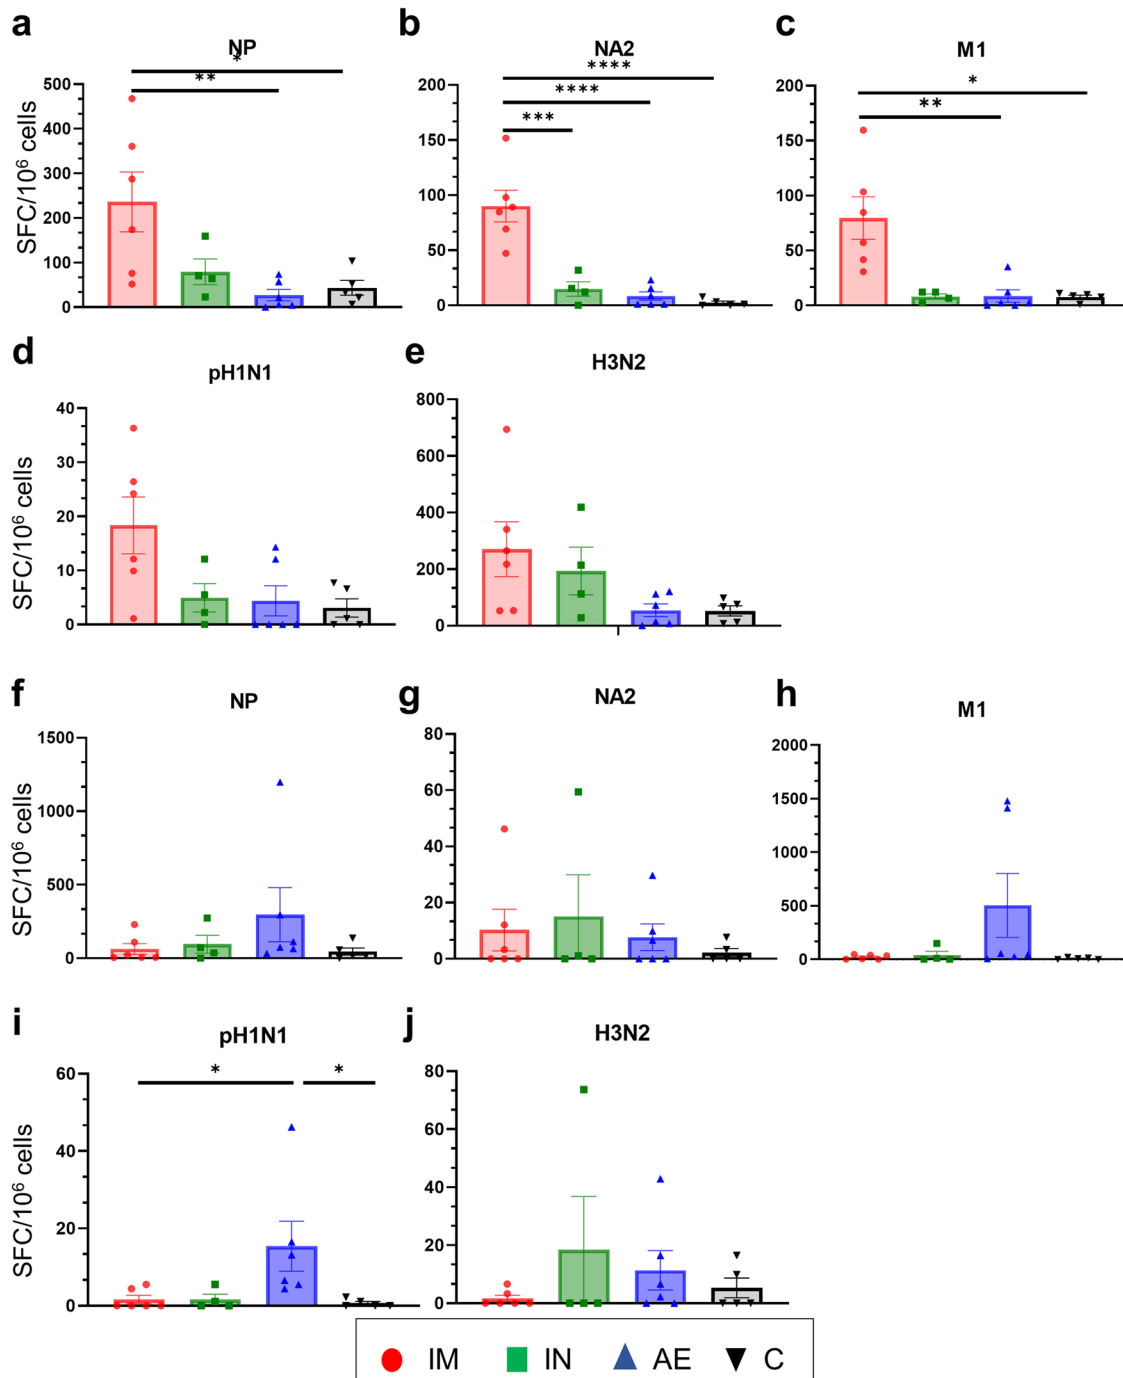 a
NP
*
**
500
400
300
200
100
0
SFC/10⁶ cells
b
NA2
****
****
***
200
150
100
50
0
c
M1
*
**
200
150
100
50
0
d
pH1N1
40
30
20
10
0
SFC/10⁶ cells
e
H3N2
800
600
400
200
0
f
NP
1500
1000
500
0
SFC/10⁶ cells
g
NA2
80
60
40
20
0
h
M1
2000
1500
1000
500
0
i
pH1N1
* *
60
40
20
0
SFC/10⁶ cells
j
H3N2
80
60
40
20
0
IM IN AE C